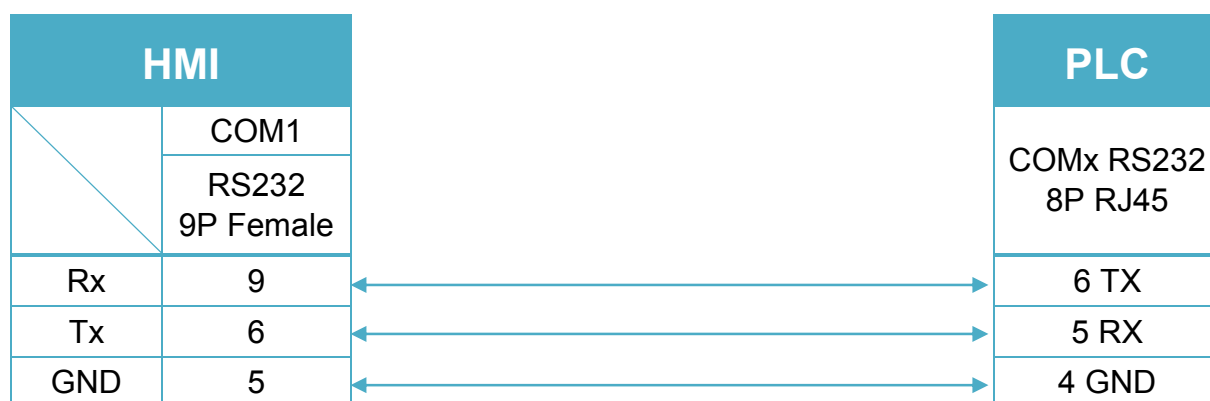 HMI PLC
COM1
COMx RS232
8P RJ45
RS232
9P Female
Rx 9 6 TX
Tx 6 5 RX
GND 5 4 GND